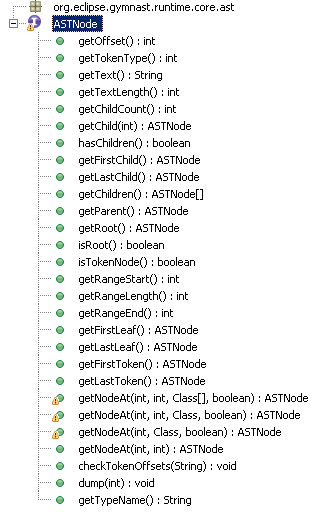 org.eclipse.gymnast.runtime.core.ast
ASTNode
getOffset() : int
getTokenType() : int
getText() : String
getTextLength() : int
getChildCount() : int
getChild(int) : ASTNode
hasChildren() : boolean
getFirstChild() : ASTNode
getLastChild() : ASTNode
getChildren() : ASTNode[]
getParent() : ASTNode
getRoot() : ASTNode
isRoot() : boolean
isTokenNode() : boolean
getRangeStart() : int
getRangeLength() : int
getRangeEnd() : int
getFirstLeaf() : ASTNode
getLastLeaf() : ASTNode
getFirstToken() : ASTNode
getLastToken() : ASTNode
getNodeAt(int, int, Class[], boolean) : ASTNode
getNodeAt(int, int, Class, boolean) : ASTNode
getNodeAt(int, Class, boolean) : ASTNode
getNodeAt(int, int) : ASTNode
checkTokenOffsets(String) : void
dump(int) : void
getTypeName() : String